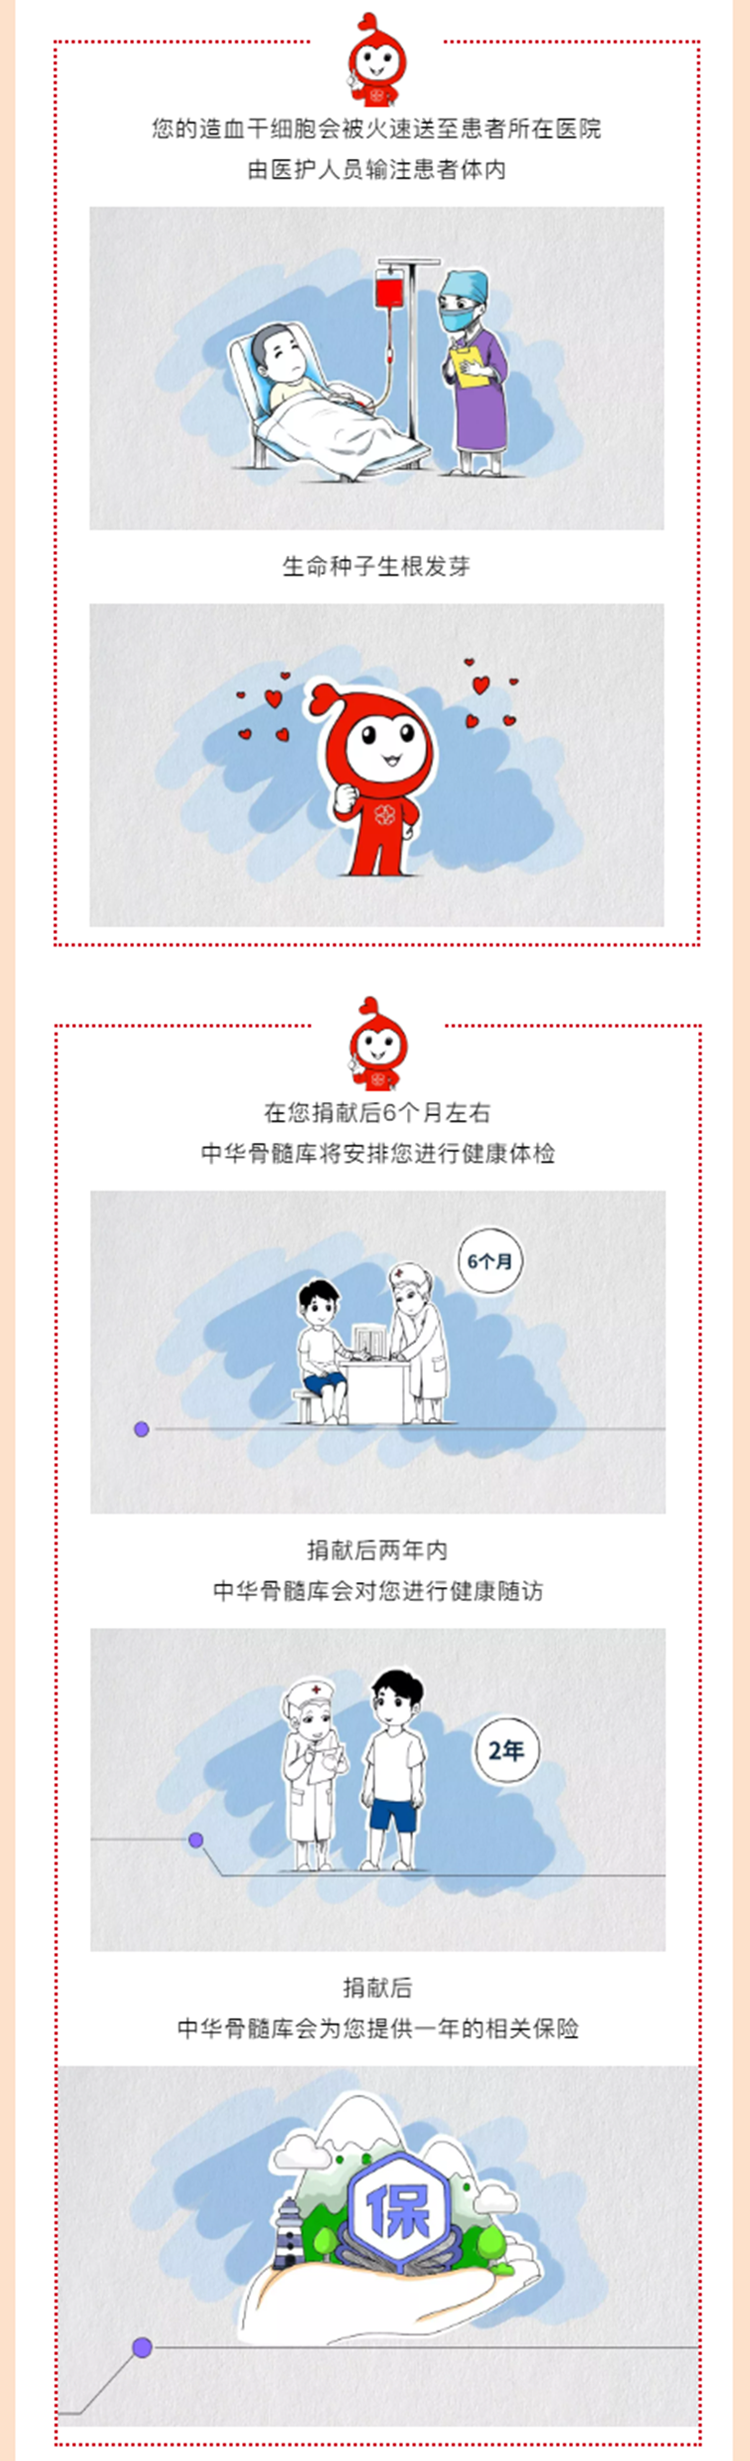 您的造血干细胞会被火速送至患者所在医院
由医护人员输注患者体内
生命种子生根发芽
在您捐献后6个月左右
中华骨髓库将安排您进行健康体检
6个月
捐献后两年内
中华骨髓库会对您进行健康随访
2年
捐献后
中华骨髓库会为您提供一年的相关保险
保